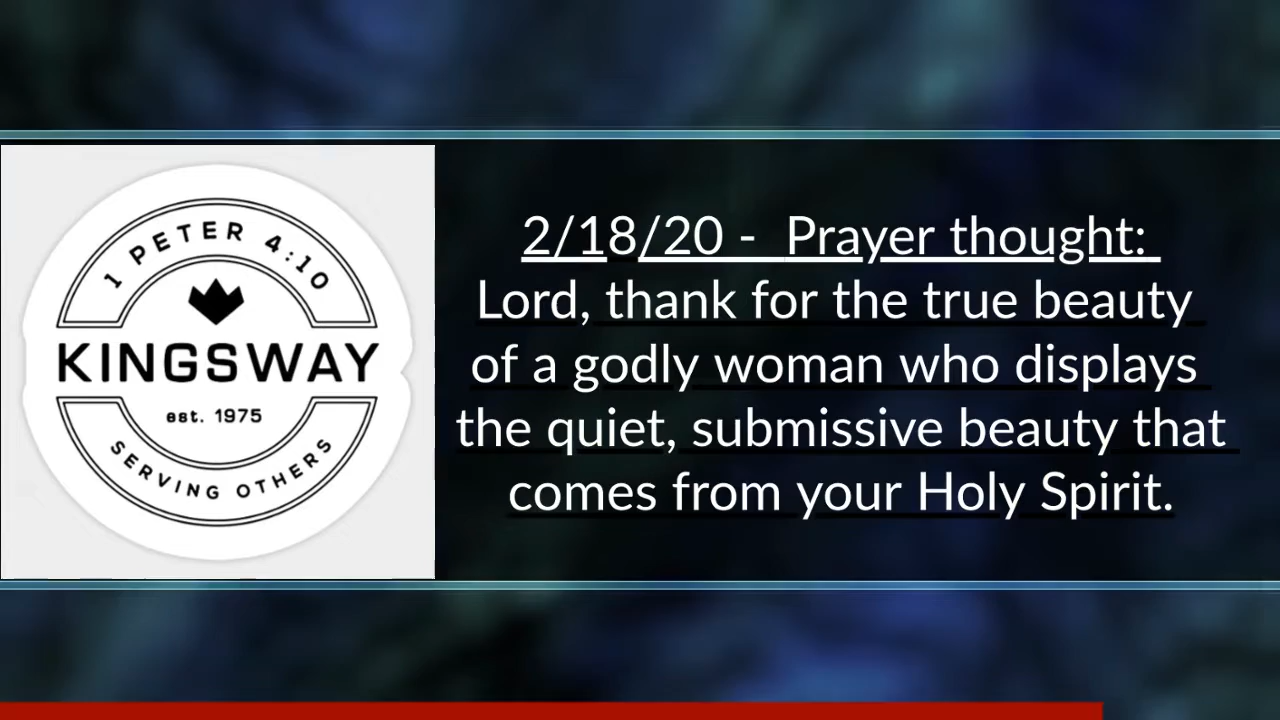 1 PETER 4:10
KINGSWAY
est. 1975
SERVING OTHERS
2/18/20 - Prayer thought:
Lord, thank for the true beauty
of a godly woman who displays
the quiet, submissive beauty that
comes from your Holy Spirit.